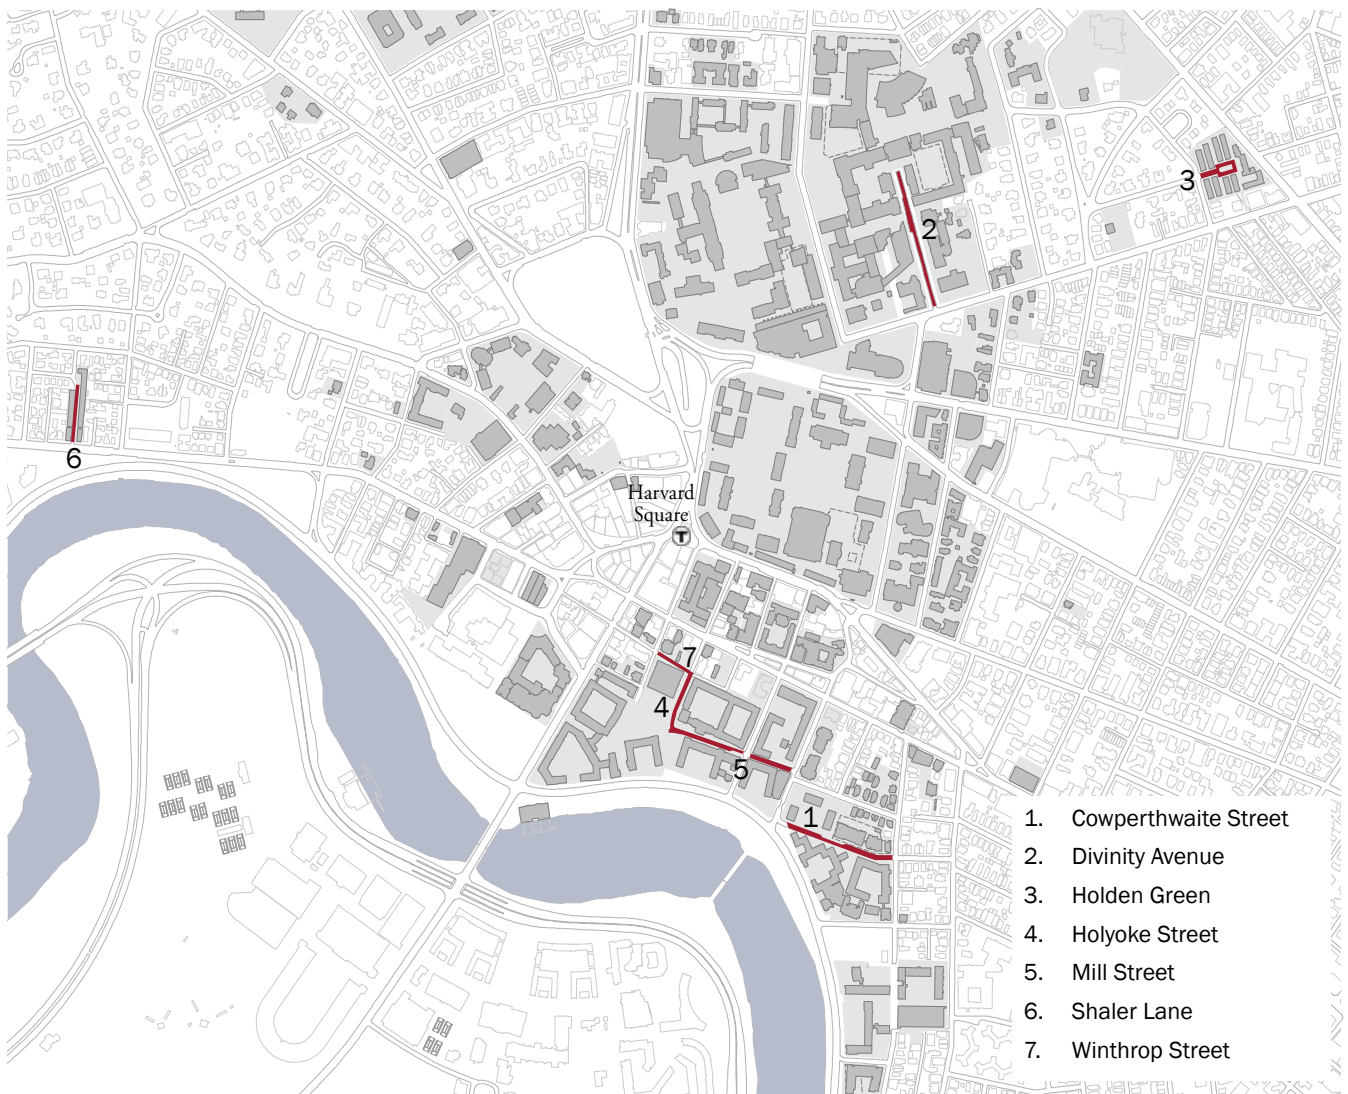 3
2
6
Harvard
Square
T
7
4
5
1
1. Cowperthwaite Street
2. Divinity Avenue
3. Holden Green
4. Holyoke Street
5. Mill Street
6. Shaler Lane
7. Winthrop Street